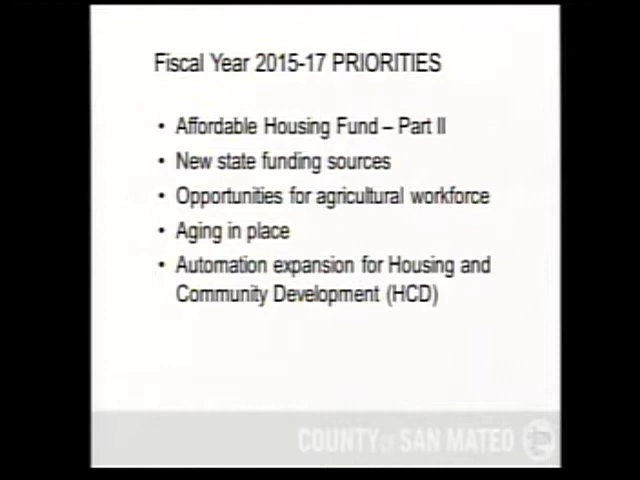 Fiscal Year 2015-17 PRIORITIES
• Affordable Housing Fund – Part II
• New state funding sources
• Opportunities for agricultural workforce
• Aging in place
• Automation expansion for Housing and
Community Development (HCD)
COUNTY OF SAN MATEO